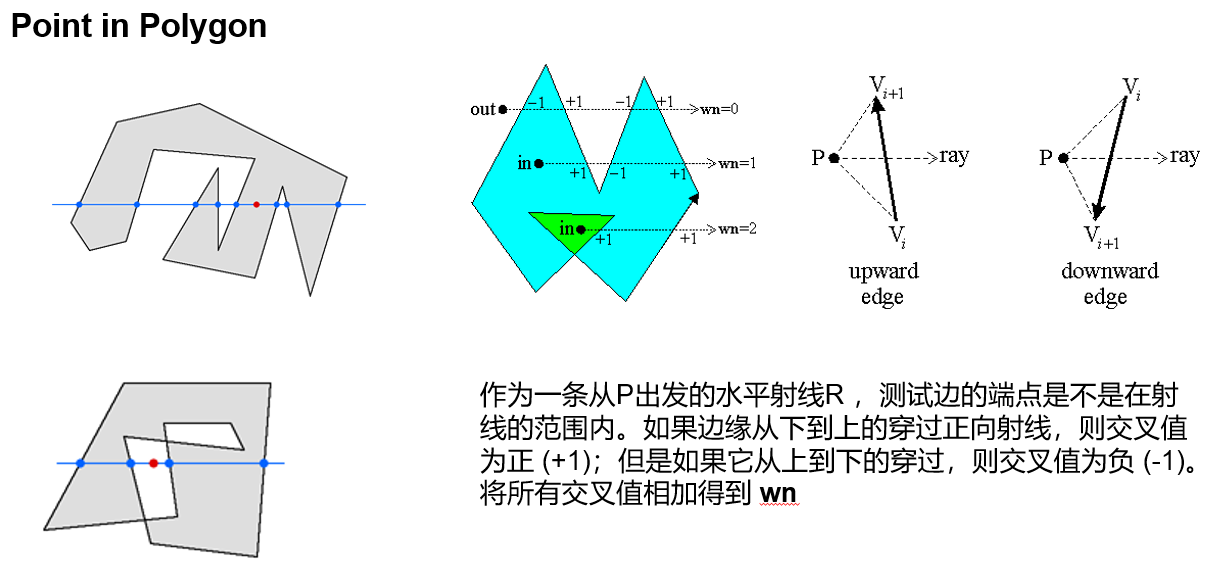 Point in Polygon
out
−1
+1
−1
+1
wn=0
in
+1
−1
+1
wn=1
in
+1
+1
wn=2
Vi+1
P
ray
Vi
upward
edge
Vi
P
ray
Vi+1
downward
edge
作为一条从P出发的水平射线R ，测试边的端点是不是在射
线的范围内。如果边缘从下到上的穿过正向射线，则交叉值
为正 (+1)；但是如果它从上到下的穿过，则交叉值为负 (-1)。
将所有交叉值相加得到 wn